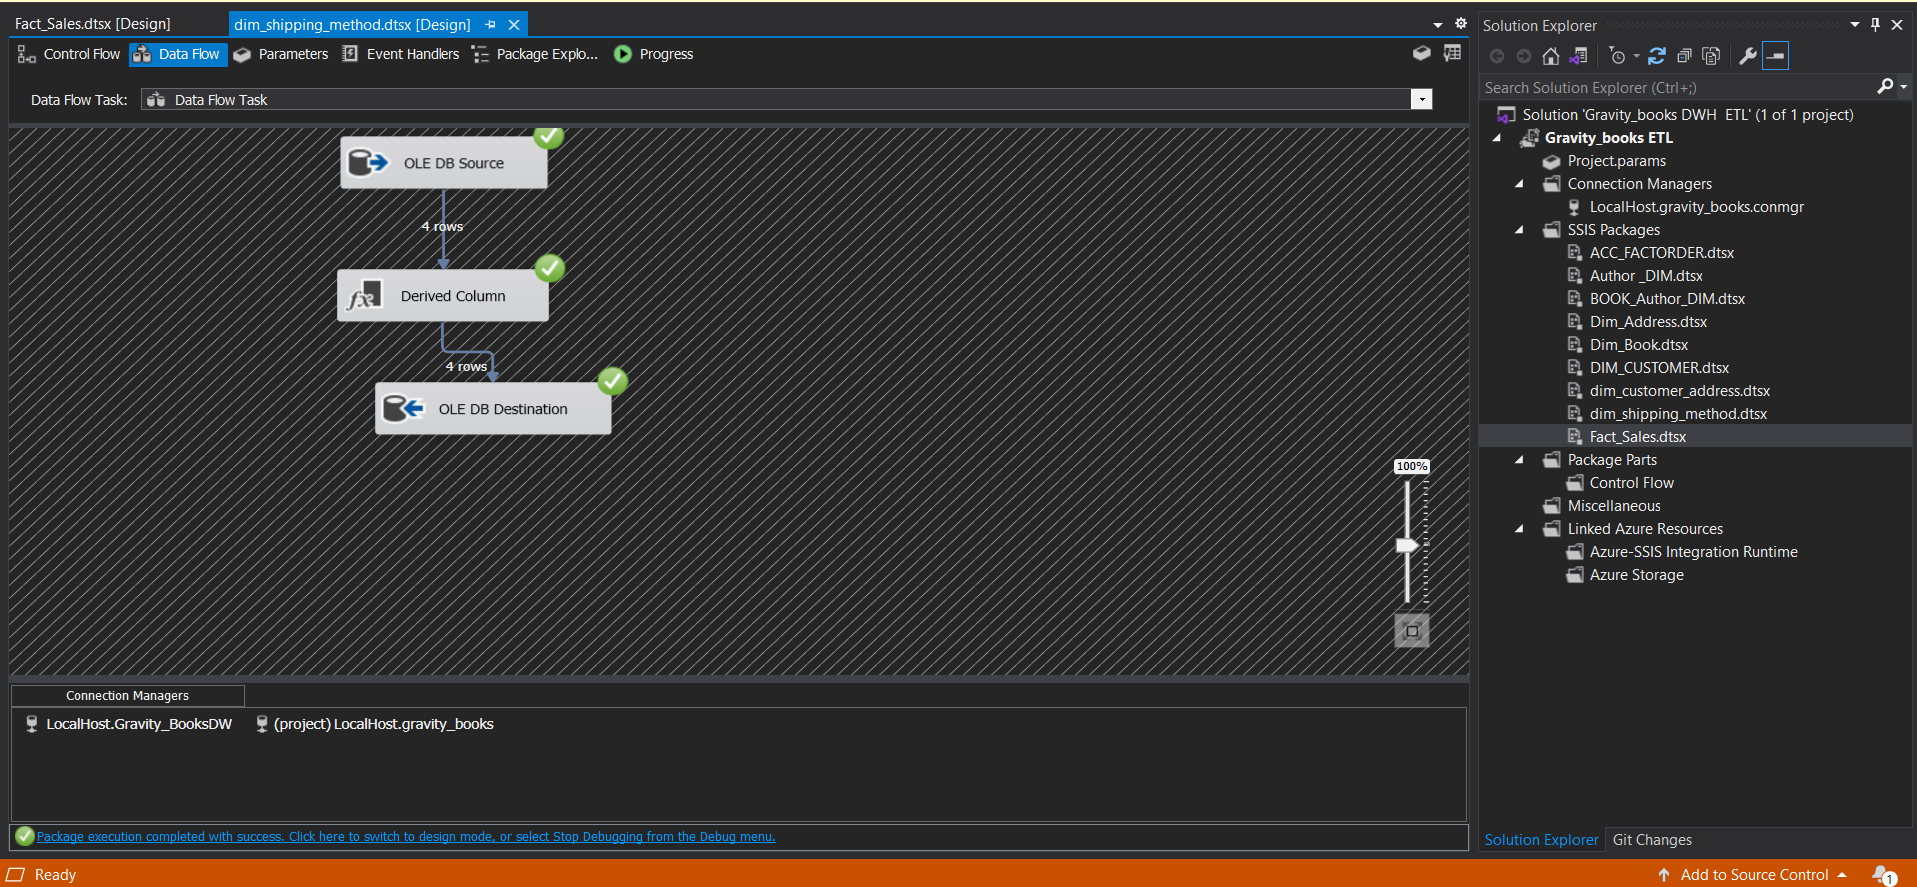 Fact_Sales.dtsx [Design]
dim_shipping_method.dtsx [Design]
Control Flow
Data Flow
Parameters
Event Handlers
Package Explo...
Progress
Data Flow Task:
Data Flow Task
OLE DB Source
4 rows
fx
Derived Column
4 rows
OLE DB Destination
100%
Connection Managers
LocalHost.Gravity_BooksDW
(project) LocalHost.gravity_books
Package execution completed with success. Click here to switch to design mode, or select Stop Debugging from the Debug menu.
Solution Explorer
Search Solution Explorer (Ctrl+;)
Solution 'Gravity_books DWH ETL' (1 of 1 project)
Gravity_books ETL
Project.params
Connection Managers
LocalHost.gravity_books.conmgr
SSIS Packages
ACC_FACTORDER.dtsx
Author _DIM.dtsx
BOOK_Author_DIM.dtsx
Dim_Address.dtsx
Dim_Book.dtsx
DIM_CUSTOMER.dtsx
dim_customer_address.dtsx
dim_shipping_method.dtsx
Fact_Sales.dtsx
Package Parts
Control Flow
Miscellaneous
Linked Azure Resources
Azure-SSIS Integration Runtime
Azure Storage
Solution Explorer
Git Changes
Ready
Add to Source Control
1